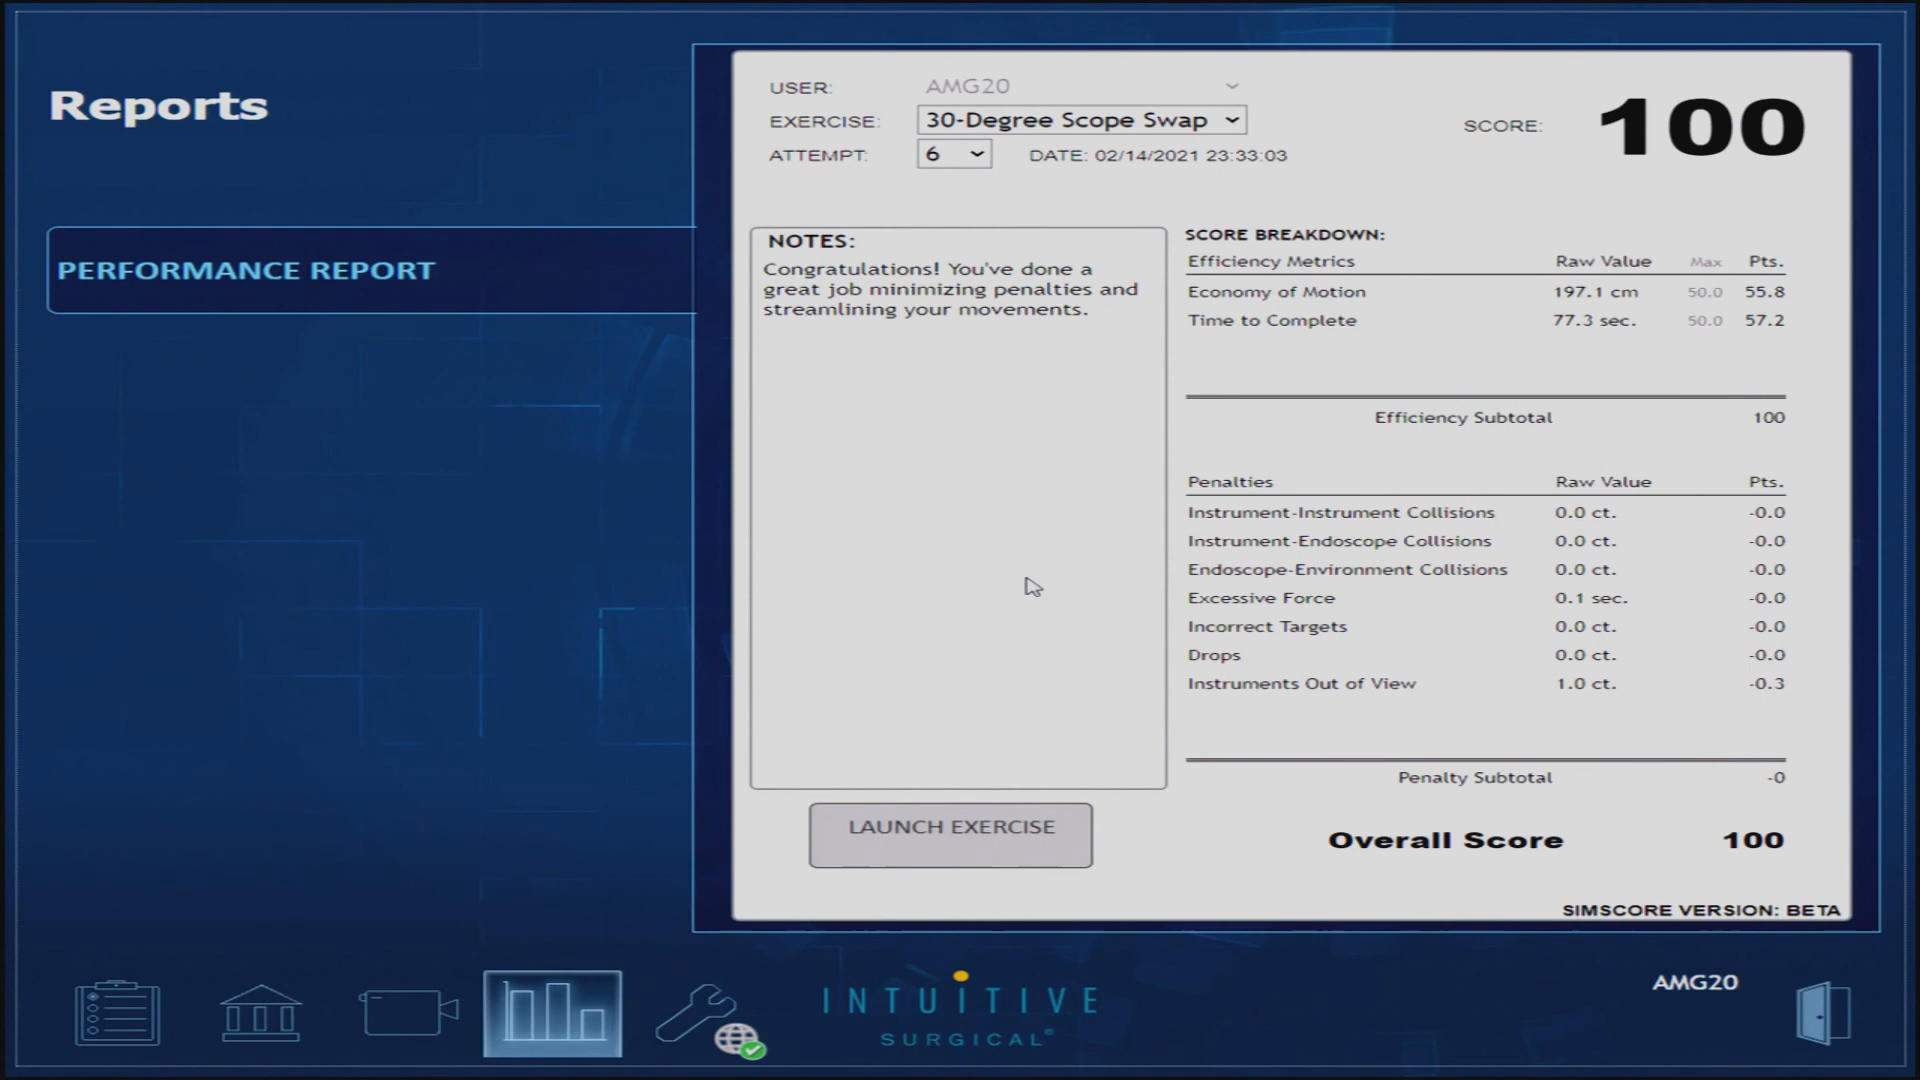 Reports
PERFORMANCE REPORT
USER: AMG20
EXERCISE: 30-Degree Scope Swap
ATTEMPT: 6 DATE: 02/14/2021 23:33:03
SCORE: 100
NOTES:
Congratulations! You've done a
great job minimizing penalties and
streamlining your movements.
LAUNCH EXERCISE
SCORE BREAKDOWN:
Efficiency Metrics Raw Value Max Pts.
Economy of Motion 197.1 cm 50.0 55.8
Time to Complete 77.3 sec. 50.0 57.2
Efficiency Subtotal 100
Penalties Raw Value Pts.
Instrument-Instrument Collisions 0.0 ct. -0.0
Instrument-Endoscope Collisions 0.0 ct. -0.0
Endoscope-Environment Collisions 0.0 ct. -0.0
Excessive Force 0.1 sec. -0.0
Incorrect Targets 0.0 ct. -0.0
Drops 0.0 ct. -0.0
Instruments Out of View 1.0 ct. -0.3
Penalty Subtotal -0
Overall Score 100
SIMSCORE VERSION: BETA
INTUITIVE
SURGICAL®
AMG20